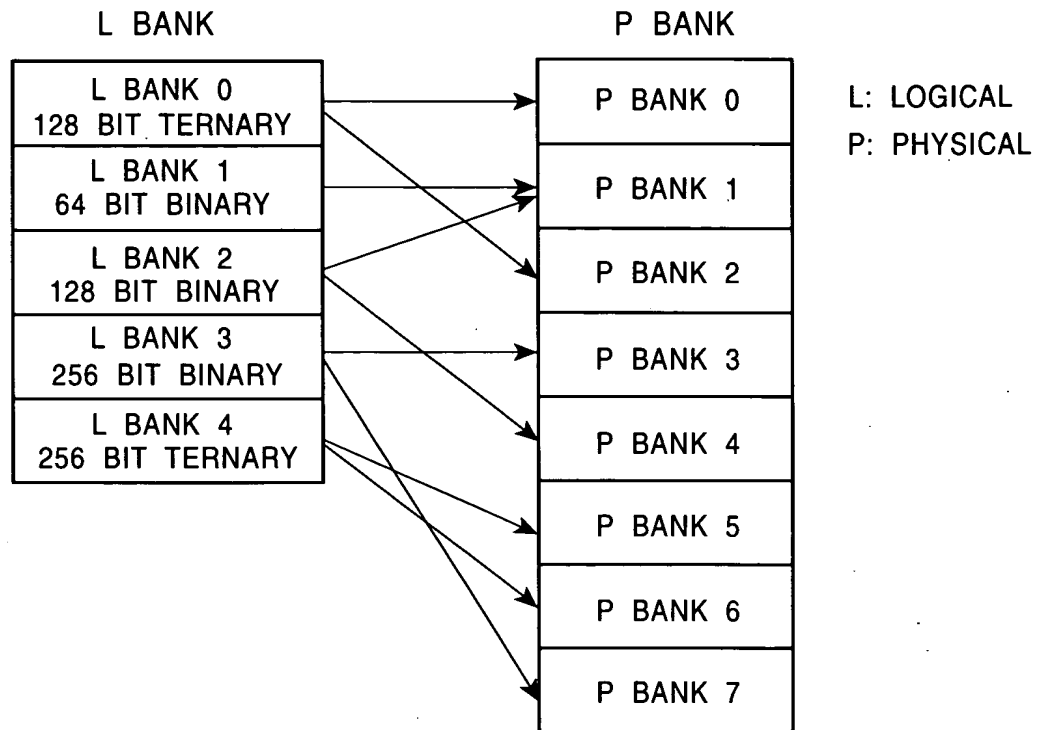 L BANK
L BANK 0
128 BIT TERNARY
L BANK 1
64 BIT BINARY
L BANK 2
128 BIT BINARY
L BANK 3
256 BIT BINARY
L BANK 4
256 BIT TERNARY
P BANK
P BANK 0
P BANK 1
P BANK 2
P BANK 3
P BANK 4
P BANK 5
P BANK 6
P BANK 7
L: LOGICAL
P: PHYSICAL